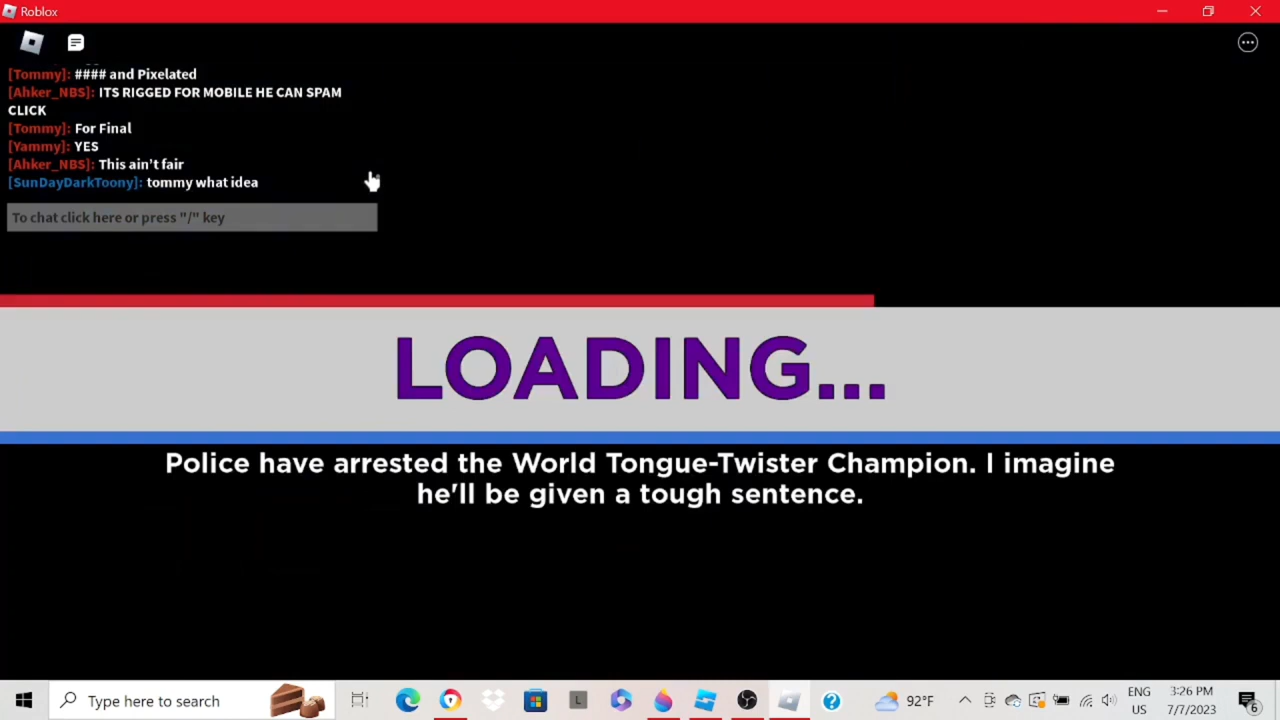 Roblox
[Tommy]: #### and Pixelated
[Ahker_NBS]: ITS RIGGED FOR MOBILE HE CAN SPAM
CLICK
[Tommy]: For Final
[Yammy]: YES
[Ahker_NBS]: This ain't fair
[SunDayDarkToony]: tommy what idea
To chat click here or press "/" key
LOADING...
Police have arrested the World Tongue-Twister Champion. I imagine
he'll be given a tough sentence.
Type here to search
L
92°F
ENG
US
3:26 PM
7/7/2023
6